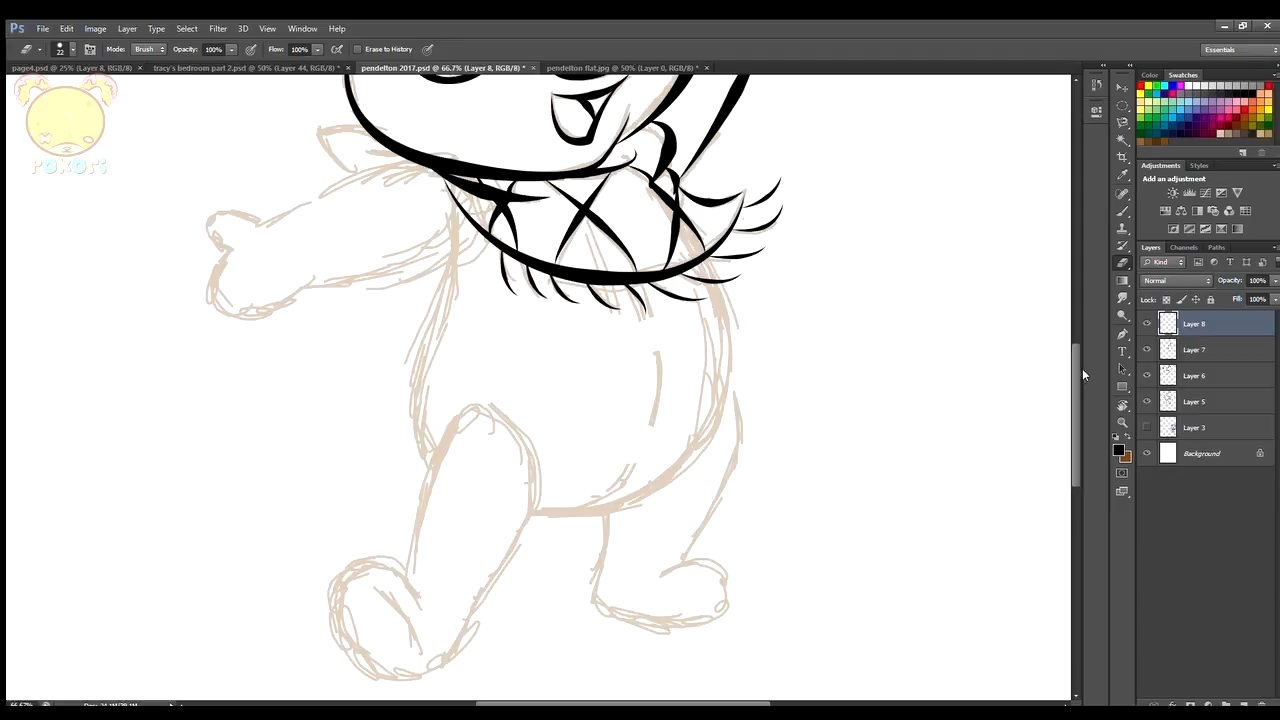 Ps File Edit Image Layer Type Select Filter 3D View Window Help
22 Mode: Brush Opacity: 100% Flow: 100% Erase to History Essentials
page4.psd @ 25% (Layer 8, RGB/8) × tracy's bedroom part 2.psd @ 50% (Layer 44, RGB/8) * × pendelton 2017.psd @ 66.7% (Layer 8, RGB/8) * × pendelton flat.jpg @ 50% (Layer 0, RGB/8) * ×
Color Swatches
Adjustments Styles
Add an adjustment
Layers Channels Paths
Kind
Normal Opacity: 100%
Lock: Fill: 100%
Layer 8
Layer 7
Layer 6
Layer 5
Layer 3
Background
66.67%